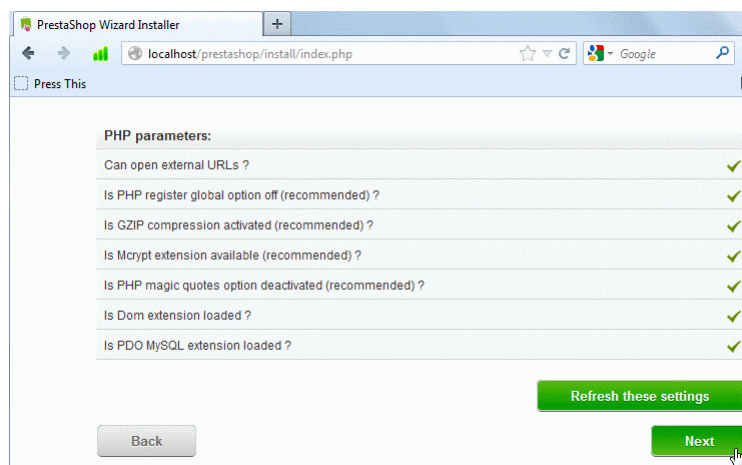 PrestaShop Wizard Installer
localhost/prestashop/install/index.php
Google
Press This
PHP parameters:
Can open external URLs ?
Is PHP register global option off (recommended) ?
Is GZIP compression activated (recommended) ?
Is Mcrypt extension available (recommended) ?
Is PHP magic quotes option deactivated (recommended) ?
Is Dom extension loaded ?
Is PDO MySQL extension loaded ?
Refresh these settings
Back
Next